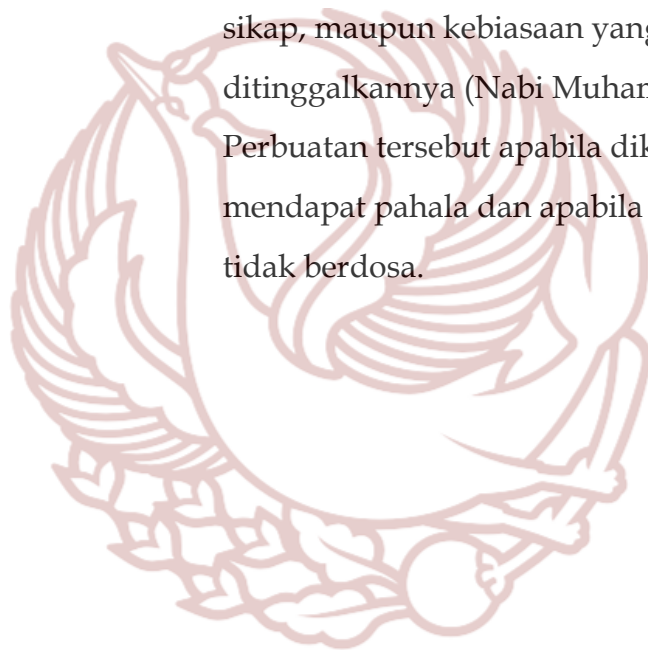 sikap, maupun kebiasaan yang
ditinggalkannya (Nabi Muham
Perbuatan tersebut apabila dik
mendapat pahala dan apabila
tidak berdosa.